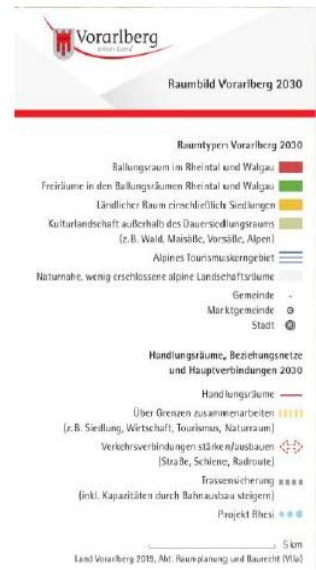 Vorarlberg
unser Land
Raumbild Vorarlberg 2030
Raumtypen Vorarlberg 2030
Ballungsraum im Rheintal und Walgau
Freiräume in den Ballungsräumen Rheintal und Walgau
Ländlicher Raum einschließlich Siedlungen
Kulturlandschaft außerhalb des Dauersiedlungsraums
(z.B. Wald, Maisäße, Vorsäße, Alpen)
Alpines Tourismuskerngebiet
Naturnahe, wenig erschlossene alpine Landschaftsräume
Gemeinde
Marktgemeinde
Stadt
Handlungsräume, Beziehungsnetze
und Hauptverbindungen 2030
Handlungsräume
Über Grenzen zusammenarbeiten
(z.B. Siedlung, Wirtschaft, Tourismus, Naturraum)
Verkehrsverbindungen stärken/ausbauen
(Straße, Schiene, Radroute)
Trassensicherung
(inkl. Kapazitäten durch Bahnausbau steigern)
Projekt Rhesi
5 km
Land Vorarlberg 2019, Abt. Raumplanung und Baurecht (VIIa)